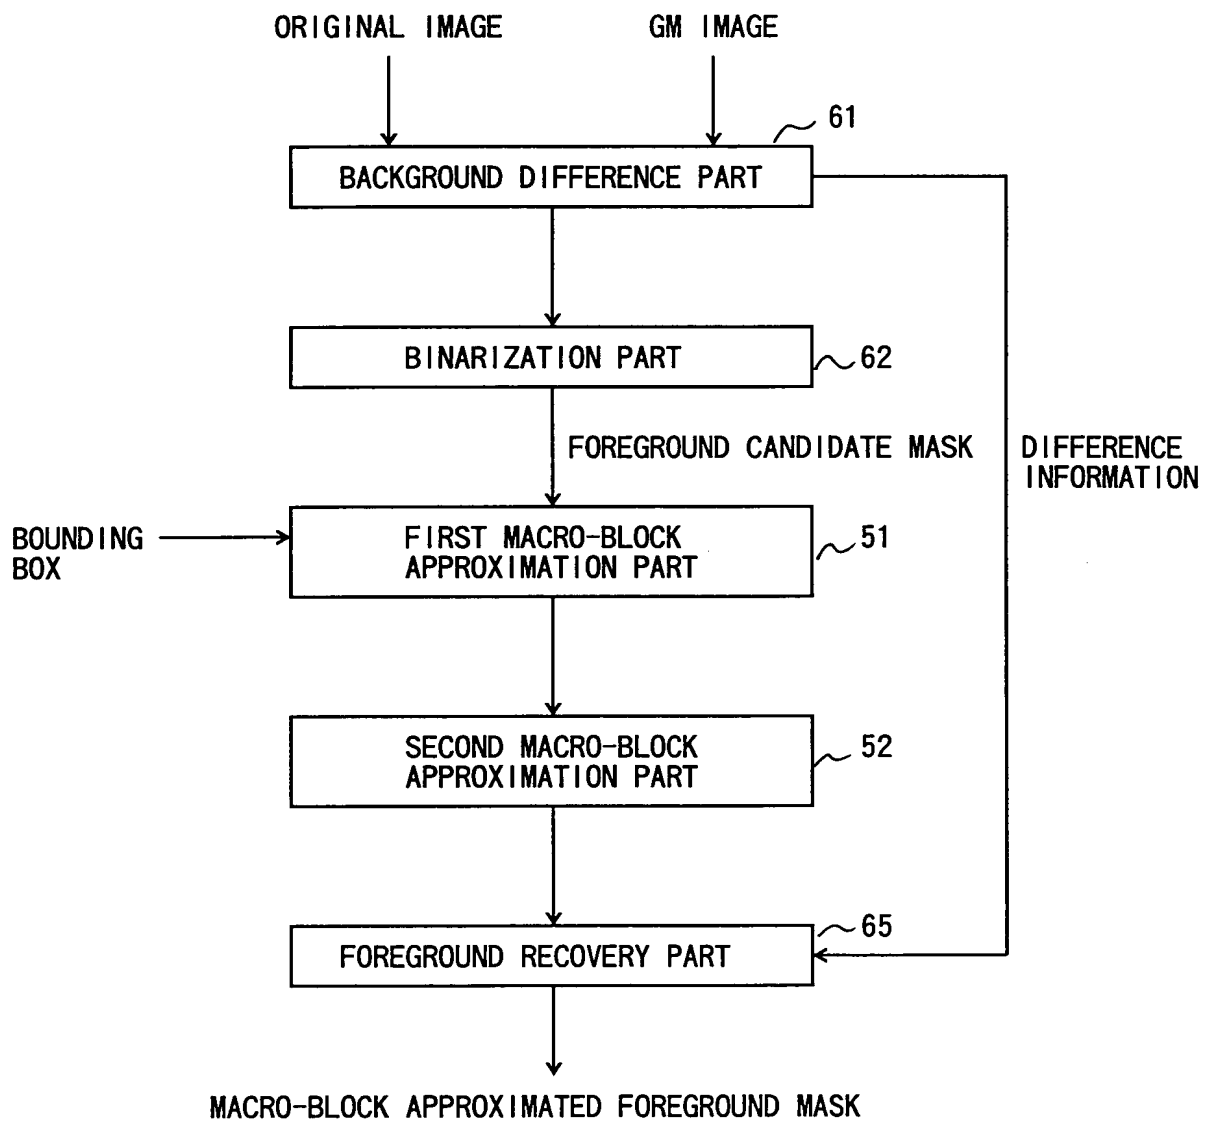 ORIGINAL IMAGE
GM IMAGE
61
BACKGROUND DIFFERENCE PART
BINARIZATION PART
62
FOREGROUND CANDIDATE MASK
DIFFERENCE
INFORMATION
BOUNDING
BOX
FIRST MACRO-BLOCK
APPROXIMATION PART
51
SECOND MACRO-BLOCK
APPROXIMATION PART
52
FOREGROUND RECOVERY PART
65
MACRO-BLOCK APPROXIMATED FOREGROUND MASK